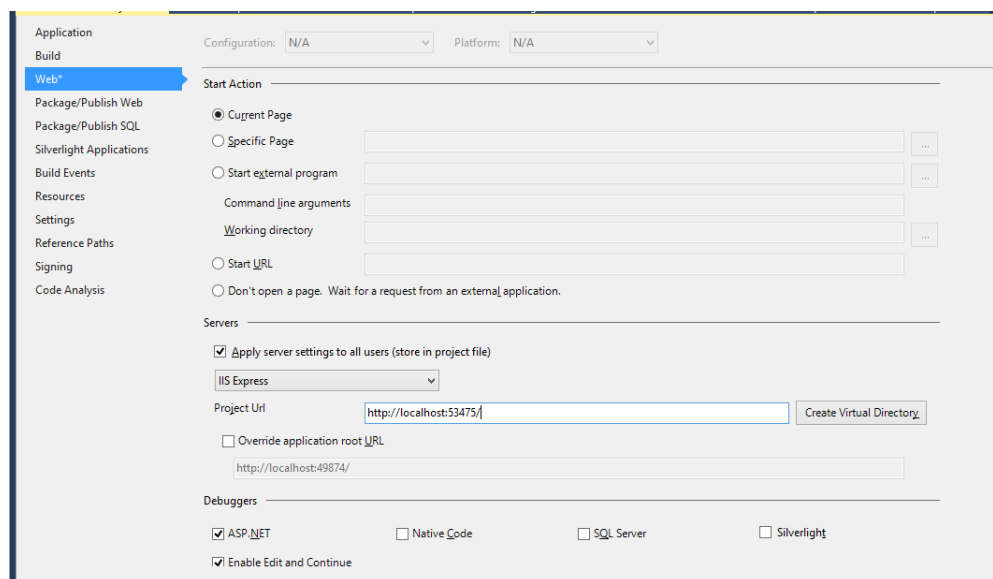 Application
Build
Web*
Package/Publish Web
Package/Publish SQL
Silverlight Applications
Build Events
Resources
Settings
Reference Paths
Signing
Code Analysis
Configuration: N/A Platform: N/A
Start Action
Current Page
Specific Page ...
Start external program ...
Command line arguments
Working directory ...
Start URL
Don't open a page. Wait for a request from an external application.
Servers
Apply server settings to all users (store in project file)
IIS Express
Project Url http://localhost:53475/ Create Virtual Directory
Override application root URL
http://localhost:49874/
Debuggers
ASP.NET Native Code SQL Server Silverlight
Enable Edit and Continue